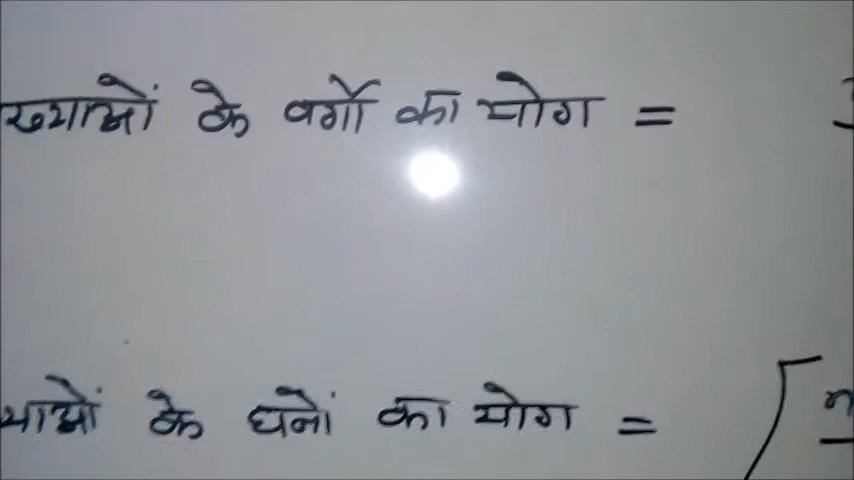 ख्याओं के वर्गो का योग =
याओं के घनों का योग = [ n